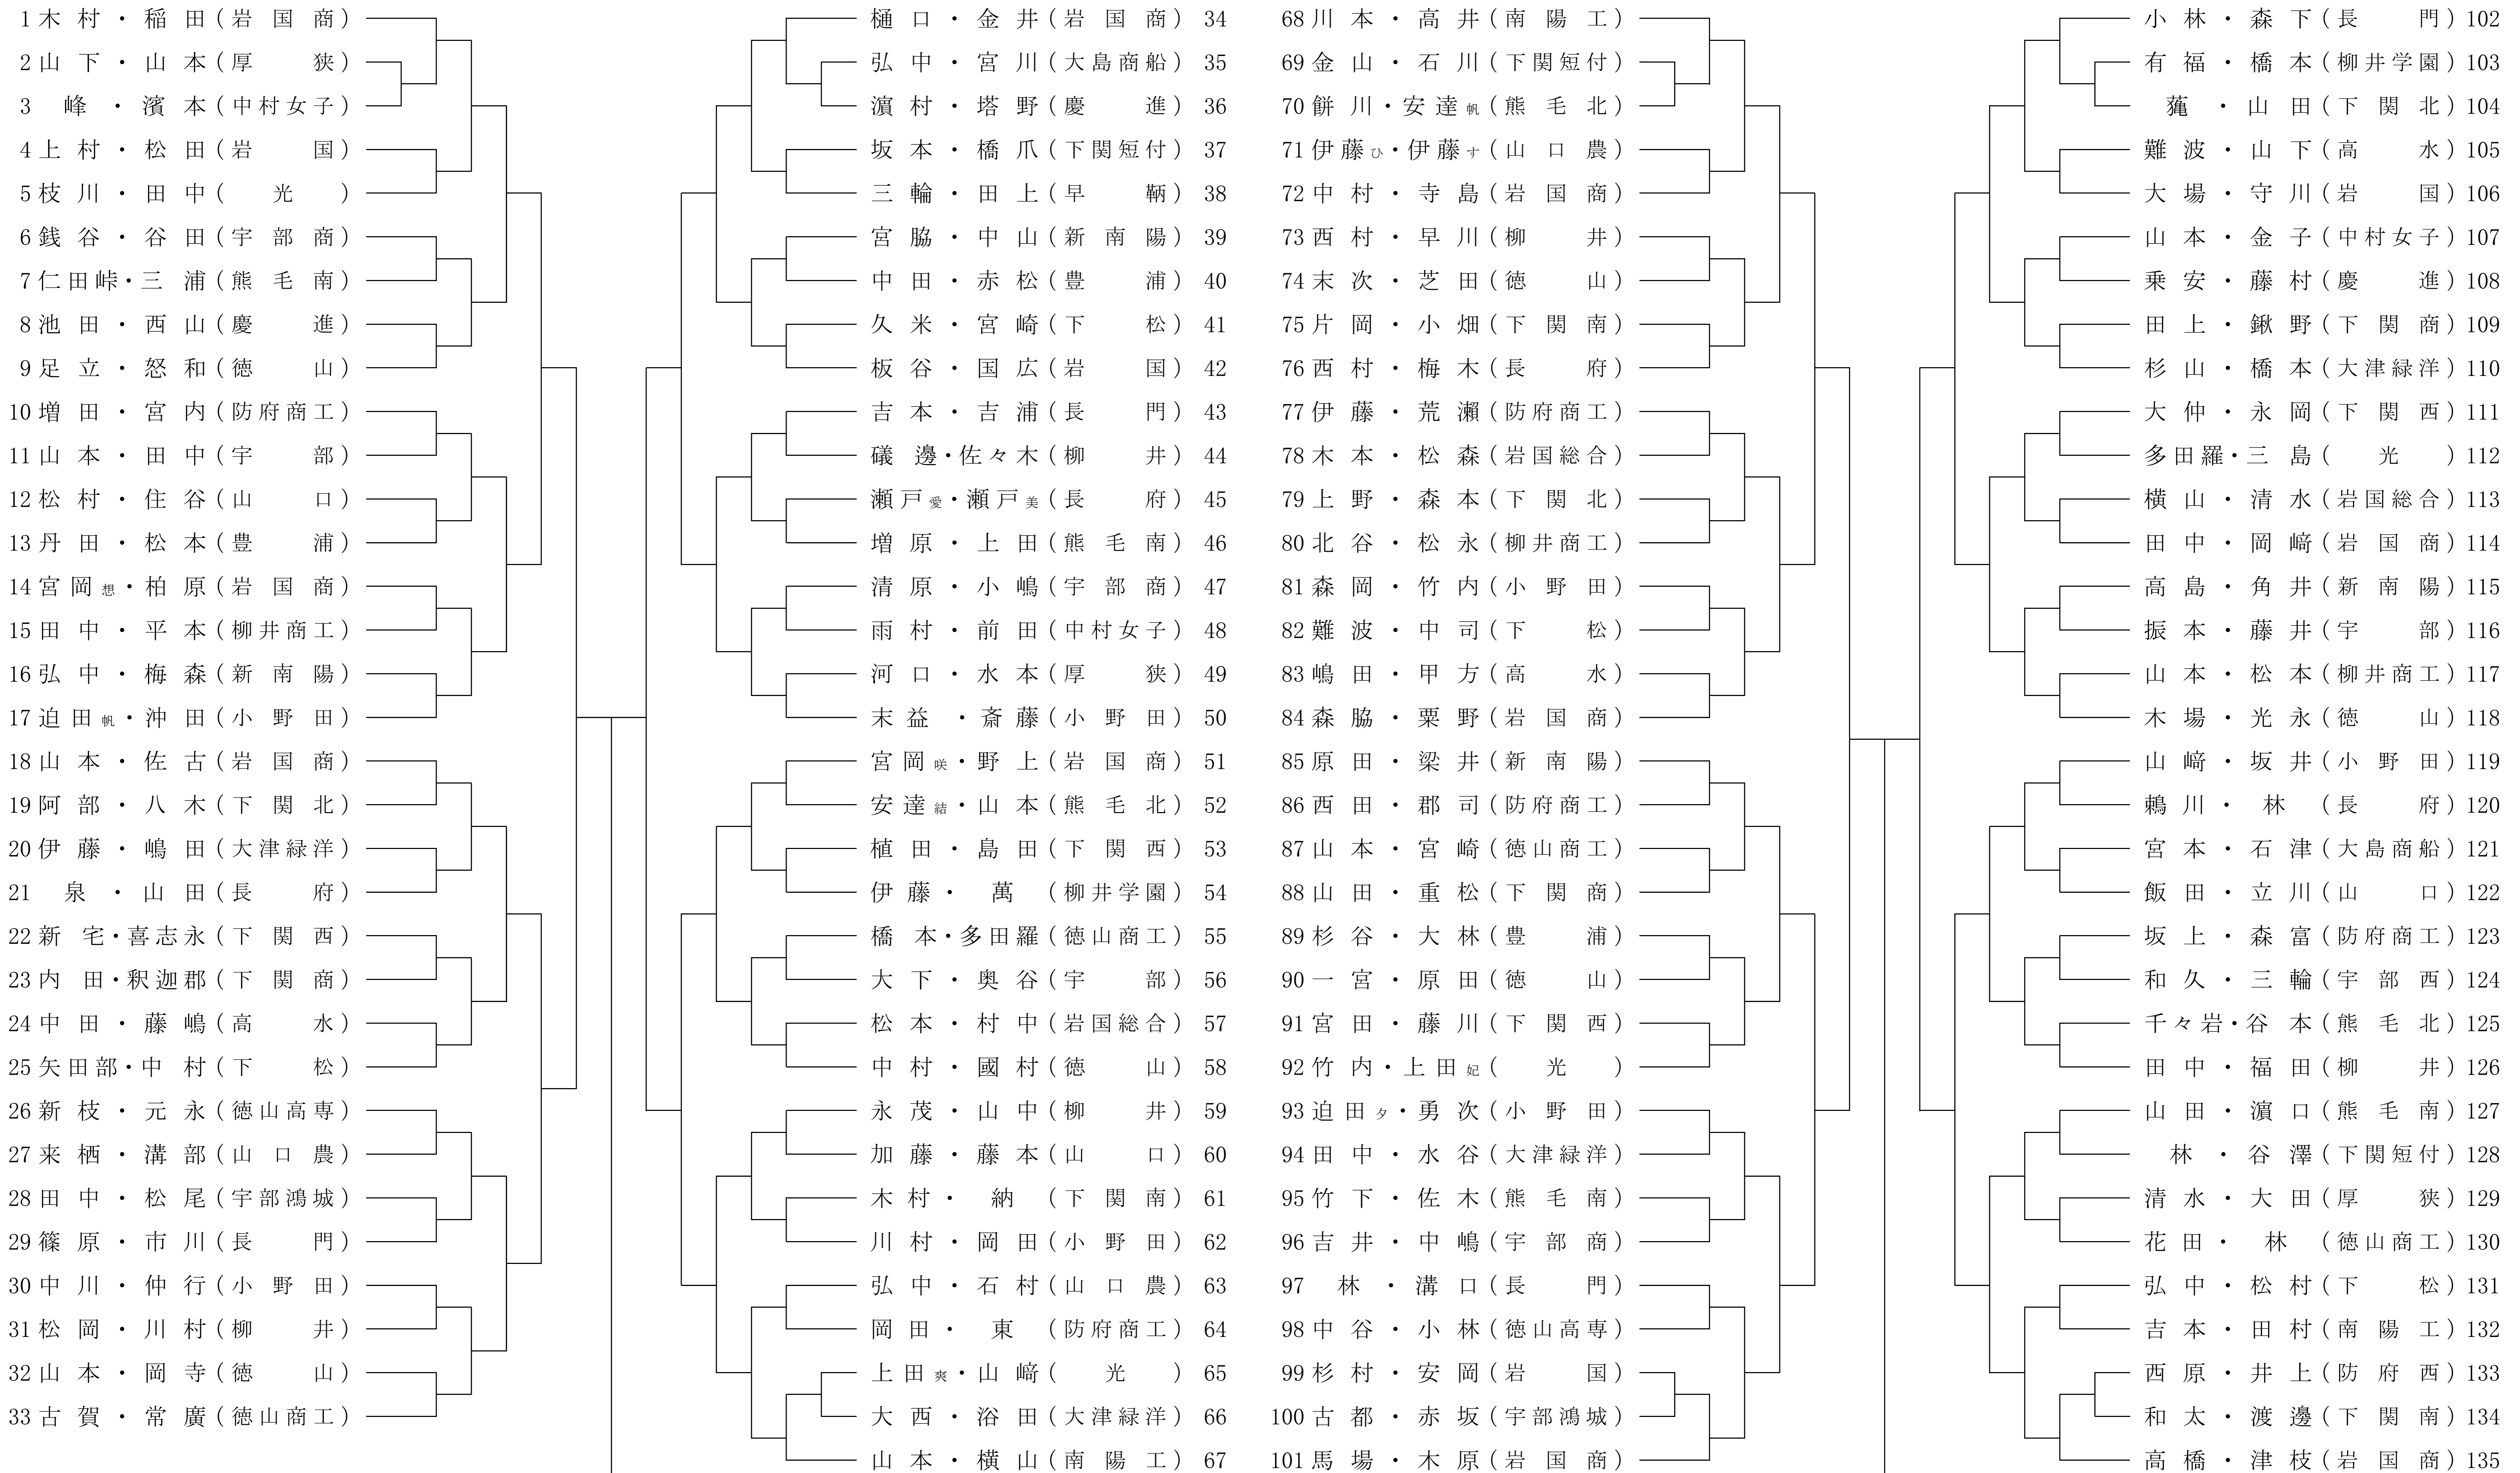 1 木村・稲田(岩国商)
2 山下・山本(厚狭)
3 峰・濱本(中村女子)
4 上村・松田(岩国)
5 枝川・田中(光)
6 銭谷・谷田(宇部商)
7 仁田峠・三浦(熊毛南)
8 池田・西山(慶進)
9 足立・怒和(徳山)
10 増田・宮内(防府商工)
11 山本・田中(宇部)
12 松村・住谷(山口)
13 丹田・松本(豊浦)
14 宮岡想・柏原(岩国商)
15 田中・平本(柳井商工)
16 弘中・梅森(新南陽)
17 迫田帆・沖田(小野田)
18 山本・佐古(岩国商)
19 阿部・八木(下関北)
20 伊藤・嶋田(大津緑洋)
21 泉・山田(長府)
22 新宅・喜志永(下関西)
23 内田・釈迦郡(下関商)
24 中田・藤嶋(高水)
25 矢田部・中村(下松)
26 新枝・元永(徳山高専)
27 来栖・溝部(山口農)
28 田中・松尾(宇部鴻城)
29 篠原・市川(長門)
30 中川・仲行(小野田)
31 松岡・川村(柳井)
32 山本・岡寺(徳山)
33 古賀・常廣(徳山商工)
樋口・金井(岩国商) 34
弘中・宮川(大島商船) 35
濵村・塔野(慶進) 36
坂本・橋爪(下関短付) 37
三輪・田上(早鞆) 38
宮脇・中山(新南陽) 39
中田・赤松(豊浦) 40
久米・宮崎(下松) 41
板谷・国広(岩国) 42
吉本・吉浦(長門) 43
礒邊・佐々木(柳井) 44
瀬戸愛・瀬戸美(長府) 45
増原・上田(熊毛南) 46
清原・小嶋(宇部商) 47
雨村・前田(中村女子) 48
河口・水本(厚狭) 49
末益・斎藤(小野田) 50
宮岡咲・野上(岩国商) 51
安達結・山本(熊毛北) 52
植田・島田(下関西) 53
伊藤・萬(柳井学園) 54
橋本・多田羅(徳山商工) 55
大下・奥谷(宇部) 56
松本・村中(岩国総合) 57
中村・國村(徳山) 58
永茂・山中(柳井) 59
加藤・藤本(山口) 60
木村・納(下関南) 61
川村・岡田(小野田) 62
弘中・石村(山口農) 63
岡田・東(防府商工) 64
上田爽・山﨑(光) 65
大西・浴田(大津緑洋) 66
山本・横山(南陽工) 67
68 川本・高井(南陽工)
69 金山・石川(下関短付)
70 餅川・安達帆(熊毛北)
71 伊藤ひ・伊藤す(山口農)
72 中村・寺島(岩国商)
73 西村・早川(柳井)
74 末次・芝田(徳山)
75 片岡・小畑(下関南)
76 西村・梅木(長府)
77 伊藤・荒瀬(防府商工)
78 木本・松森(岩国総合)
79 上野・森本(下関北)
80 北谷・松永(柳井商工)
81 森岡・竹内(小野田)
82 難波・中司(下松)
83 嶋田・甲方(高水)
84 森脇・粟野(岩国商)
85 原田・梁井(新南陽)
86 西田・郡司(防府商工)
87 山本・宮崎(徳山商工)
88 山田・重松(下関商)
89 杉谷・大林(豊浦)
90 一宮・原田(徳山)
91 宮田・藤川(下関西)
92 竹内・上田妃(光)
93 迫田夕・勇次(小野田)
94 田中・水谷(大津緑洋)
95 竹下・佐木(熊毛南)
96 吉井・中嶋(宇部商)
97 林・溝口(長門)
98 中谷・小林(徳山高専)
99 杉村・安岡(岩国)
100 古都・赤坂(宇部鴻城)
101 馬場・木原(岩国商)
小林・森下(長門) 102
有福・橋本(柳井学園) 103
・山田(下関北) 104
難波・山下(高水) 105
大場・守川(岩国) 106
山本・金子(中村女子) 107
乗安・藤村(慶進) 108
田上・鍬野(下関商) 109
杉山・橋本(大津緑洋) 110
大仲・永岡(下関西) 111
多田羅・三島(光) 112
横山・清水(岩国総合) 113
田中・岡﨑(岩国商) 114
高島・角井(新南陽) 115
振本・藤井(宇部) 116
山本・松本(柳井商工) 117
木場・光永(徳山) 118
山﨑・坂井(小野田) 119
鵜川・林(長府) 120
宮本・石津(大島商船) 121
飯田・立川(山口) 122
坂上・森富(防府商工) 123
和久・三輪(宇部西) 124
千々岩・谷本(熊毛北) 125
田中・福田(柳井) 126
山田・濵口(熊毛南) 127
林・谷澤(下関短付) 128
清水・大田(厚狭) 129
花田・林(徳山商工) 130
弘中・松村(下松) 131
吉本・田村(南陽工) 132
西原・井上(防府西) 133
和太・渡邊(下関南) 134
高橋・津枝(岩国商) 135